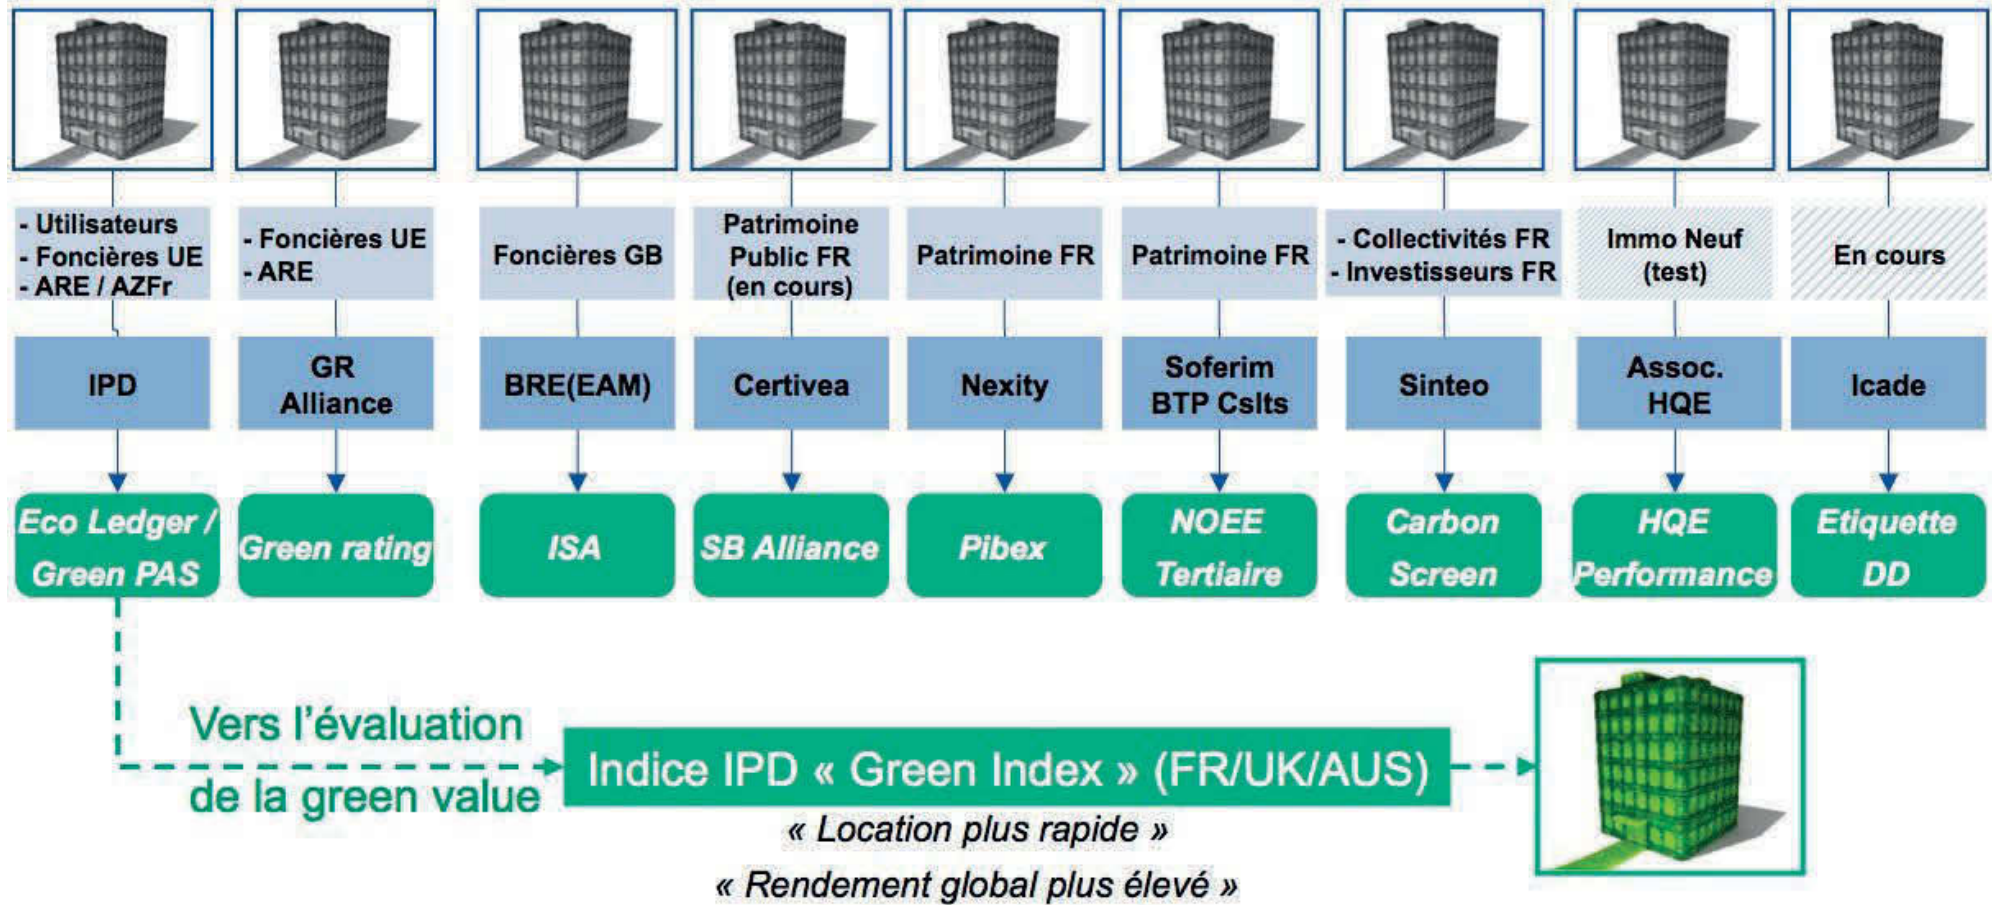 - Utilisateurs
- Foncières UE
- ARE / AZFr
- Foncières UE
- ARE
Foncières GB
Patrimoine
Public FR
(en cours)
Patrimoine FR
Patrimoine FR
- Collectivités FR
- Investisseurs FR
Immo Neuf
(test)
En cours
IPD
GR
Alliance
BRE(EAM)
Certivea
Nexity
Soferim
BTP Cslts
Sinteo
Assoc.
HQE
Icade
Eco Ledger /
Green PAS
Green rating
ISA
SB Alliance
Pibex
NOEE
Tertiaire
Carbon
Screen
HQE
Performance
Etiquette
DD
Vers l'évaluation
de la green value
Indice IPD « Green Index » (FR/UK/AUS)
« Location plus rapide »
« Rendement global plus élevé »